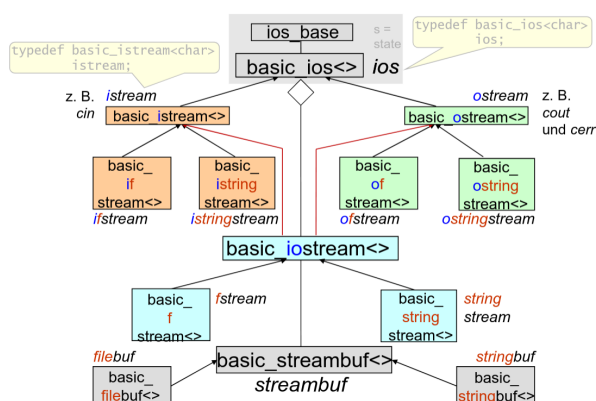 ios_base
s =
state
typedef basic_ios<char>
ios;
typedef basic_istream<char>
istream;
basic_ios<>
ios
z. B.
cin
istream
basic_istream<>
ostream
basic_ostream<>
z. B.
cout
und cerr
basic_
if
stream<>
ifstream
basic_
istring
stream<>
istringstream
basic_
of
stream<>
ofstream
basic_
ostring
stream<>
ostringstream
basic_iostream<>
basic_
f
stream<>
fstream
basic_
string
stream<>
string
stream
filebuf
basic_
filebuf<>
basic_streambuf<>
streambuf
stringbuf
basic_
stringbuf<>